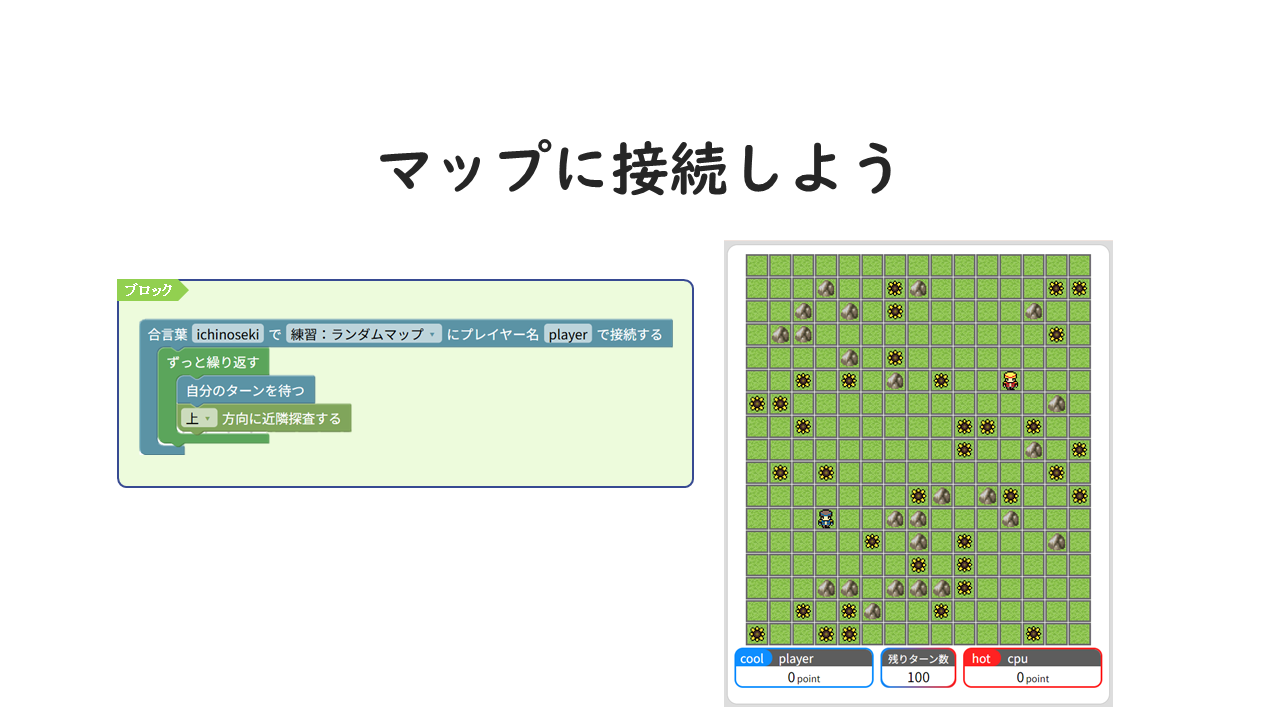 マップに接続しよう
ブロック
合言葉 ichinoseki で 練習：ランダムマップ にプレイヤー名 player で接続する
ずっと繰り返す
自分のターンを待つ
上 方向に近隣探査する
cool player 残りターン数 hot cpu
0 point 100 0 point